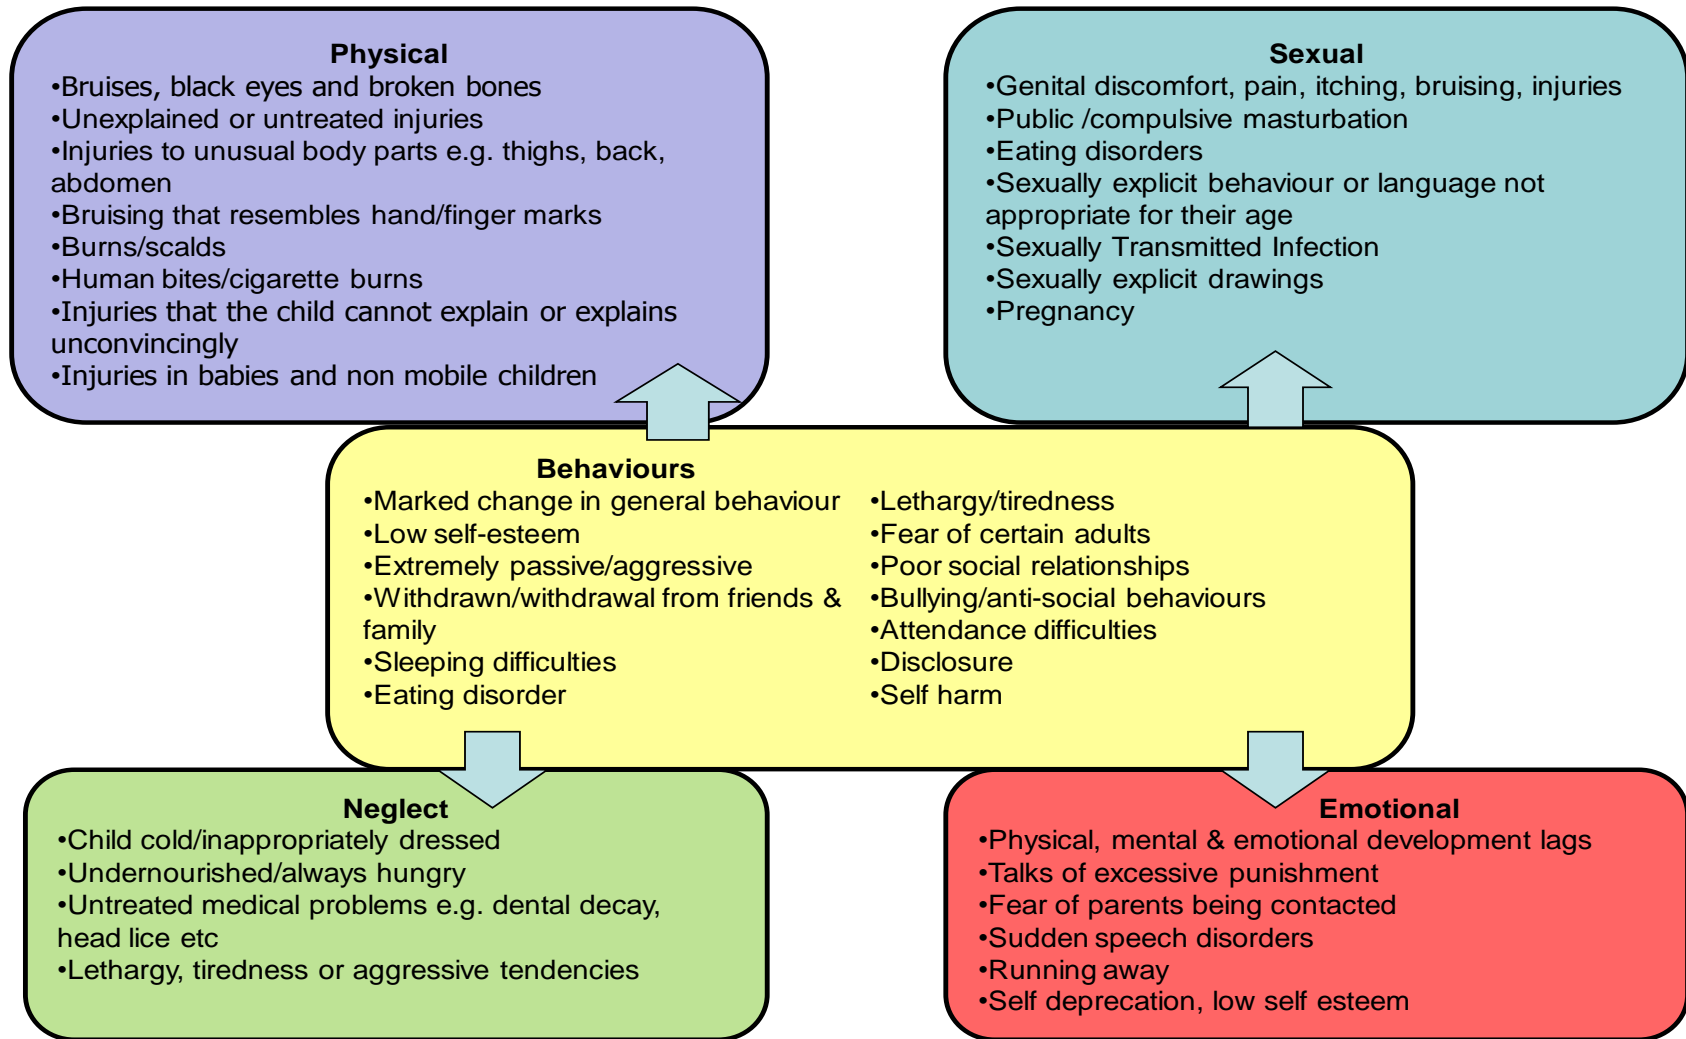 Physical
•Bruises, black eyes and broken bones
•Unexplained or untreated injuries
•Injuries to unusual body parts e.g. thighs, back,
abdomen
•Bruising that resembles hand/finger marks
•Burns/scalds
•Human bites/cigarette burns
•Injuries that the child cannot explain or explains
unconvincingly
•Injuries in babies and non mobile children
Sexual
•Genital discomfort, pain, itching, bruising, injuries
•Public /compulsive masturbation
•Eating disorders
•Sexually explicit behaviour or language not
appropriate for their age
•Sexually Transmitted Infection
•Sexually explicit drawings
•Pregnancy
Behaviours
•Marked change in general behaviour
•Low self-esteem
•Extremely passive/aggressive
•Withdrawn/withdrawal from friends &
family
•Sleeping difficulties
•Eating disorder
•Lethargy/tiredness
•Fear of certain adults
•Poor social relationships
•Bullying/anti-social behaviours
•Attendance difficulties
•Disclosure
•Self harm
Neglect
•Child cold/inappropriately dressed
•Undernourished/always hungry
•Untreated medical problems e.g. dental decay,
head lice etc
•Lethargy, tiredness or aggressive tendencies
Emotional
•Physical, mental & emotional development lags
•Talks of excessive punishment
•Fear of parents being contacted
•Sudden speech disorders
•Running away
•Self deprecation, low self esteem